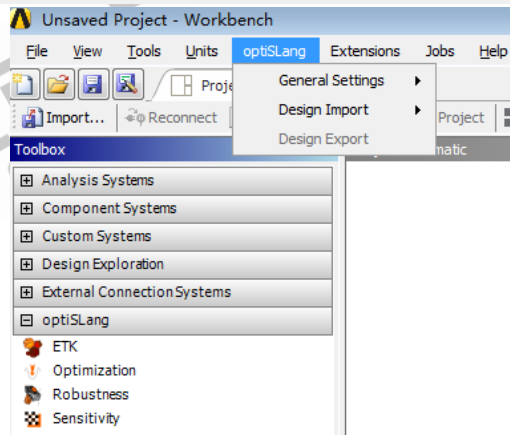 Unsaved Project - Workbench
File View Tools Units optiSLang Extensions Jobs Help
Proje
General Settings
Import... Reconnect Design Import Project
Design Export
Toolbox matic
Analysis Systems
Component Systems
Custom Systems
Design Exploration
External Connection Systems
optiSLang
ETK
Optimization
Robustness
Sensitivity